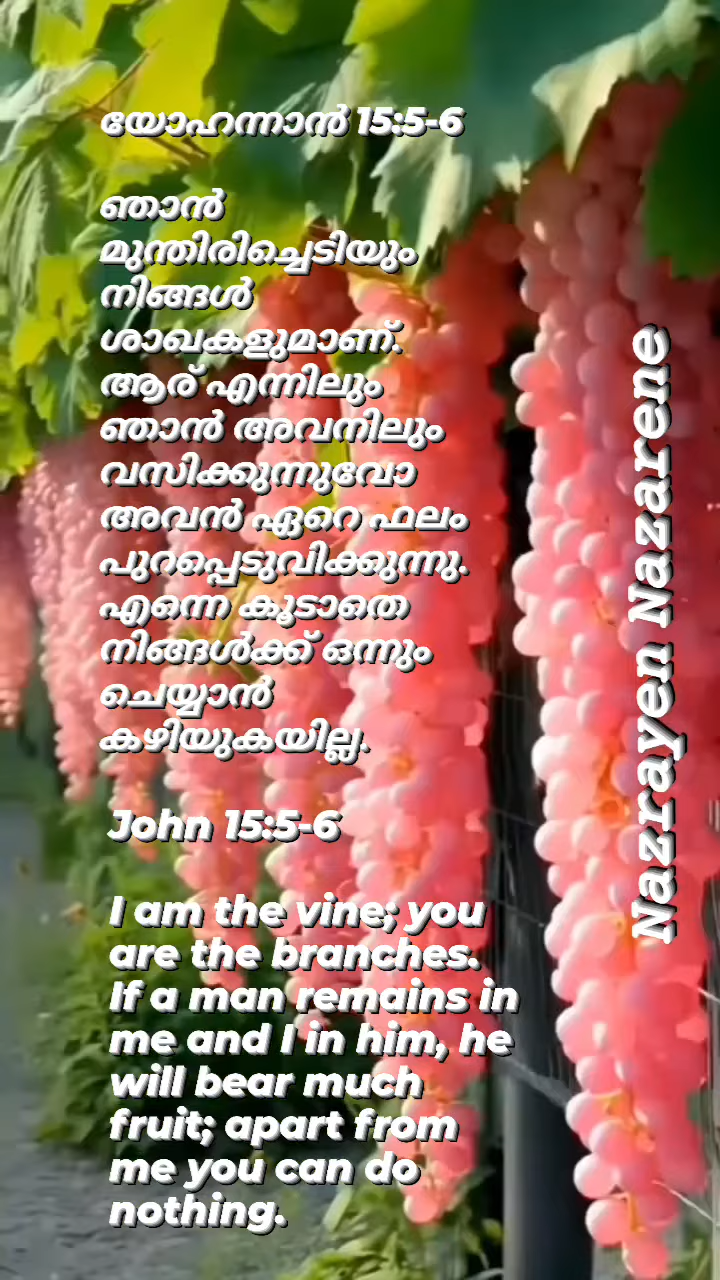 യോഹന്നാൻ 15:5-6
ഞാൻ
മുന്തിരിച്ചെടിയും
നിങ്ങൾ
ശാഖകളുമാണ്.
ആര് എന്നിലും
ഞാൻ അവനിലും
വസിക്കുന്നുവോ
അവൻ ഏറെ ഫലം
പുറപ്പെടുവിക്കുന്നു.
എന്നെ കൂടാതെ
നിങ്ങൾക്ക് ഒന്നും
ചെയ്യാൻ
കഴിയുകയില്ല.
John 15:5-6
I am the vine; you
are the branches.
If a man remains in
me and I in him, he
will bear much
fruit; apart from
me you can do
nothing.
Nazrayen Nazarene